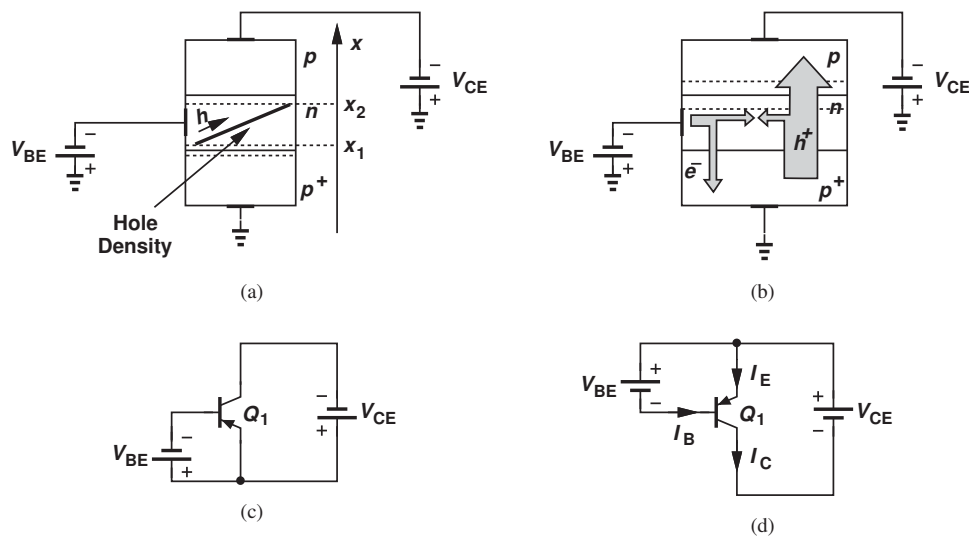 p
x
−
V_CE
+
n
x_2
h
−
V_BE
+
x_1
p⁺
Hole
Density
(a)
p
−
V_CE
+
n
−
V_BE
+
h⁺
e⁻
p⁺
(b)
Q_1
−
V_CE
+
−
V_BE
+
(c)
+
V_BE
−
I_E
Q_1
I_B
I_C
+
V_CE
−
(d)